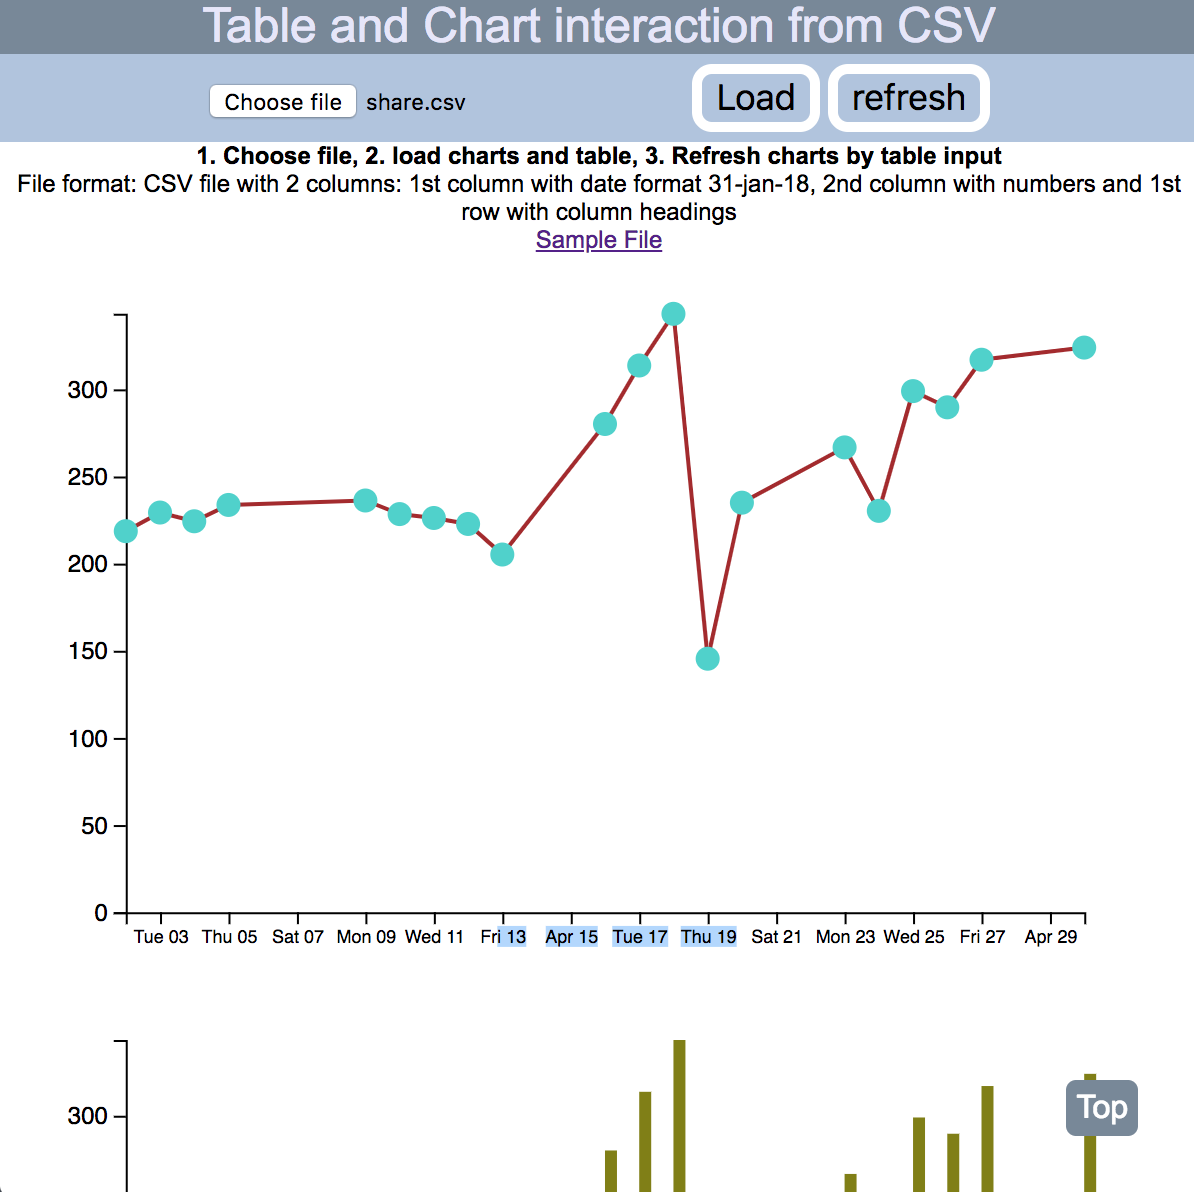 Table and Chart interaction from CSV
Choose file share.csv Load refresh
1. Choose file, 2. load charts and table, 3. Refresh charts by table input
File format: CSV file with 2 columns: 1st column with date format 31-jan-18, 2nd column with numbers and 1st
row with column headings
Sample File
300
250
200
150
100
50
0
Tue 03 Thu 05 Sat 07 Mon 09 Wed 11 Fri 13 Apr 15 Tue 17 Thu 19 Sat 21 Mon 23 Wed 25 Fri 27 Apr 29
300
Top